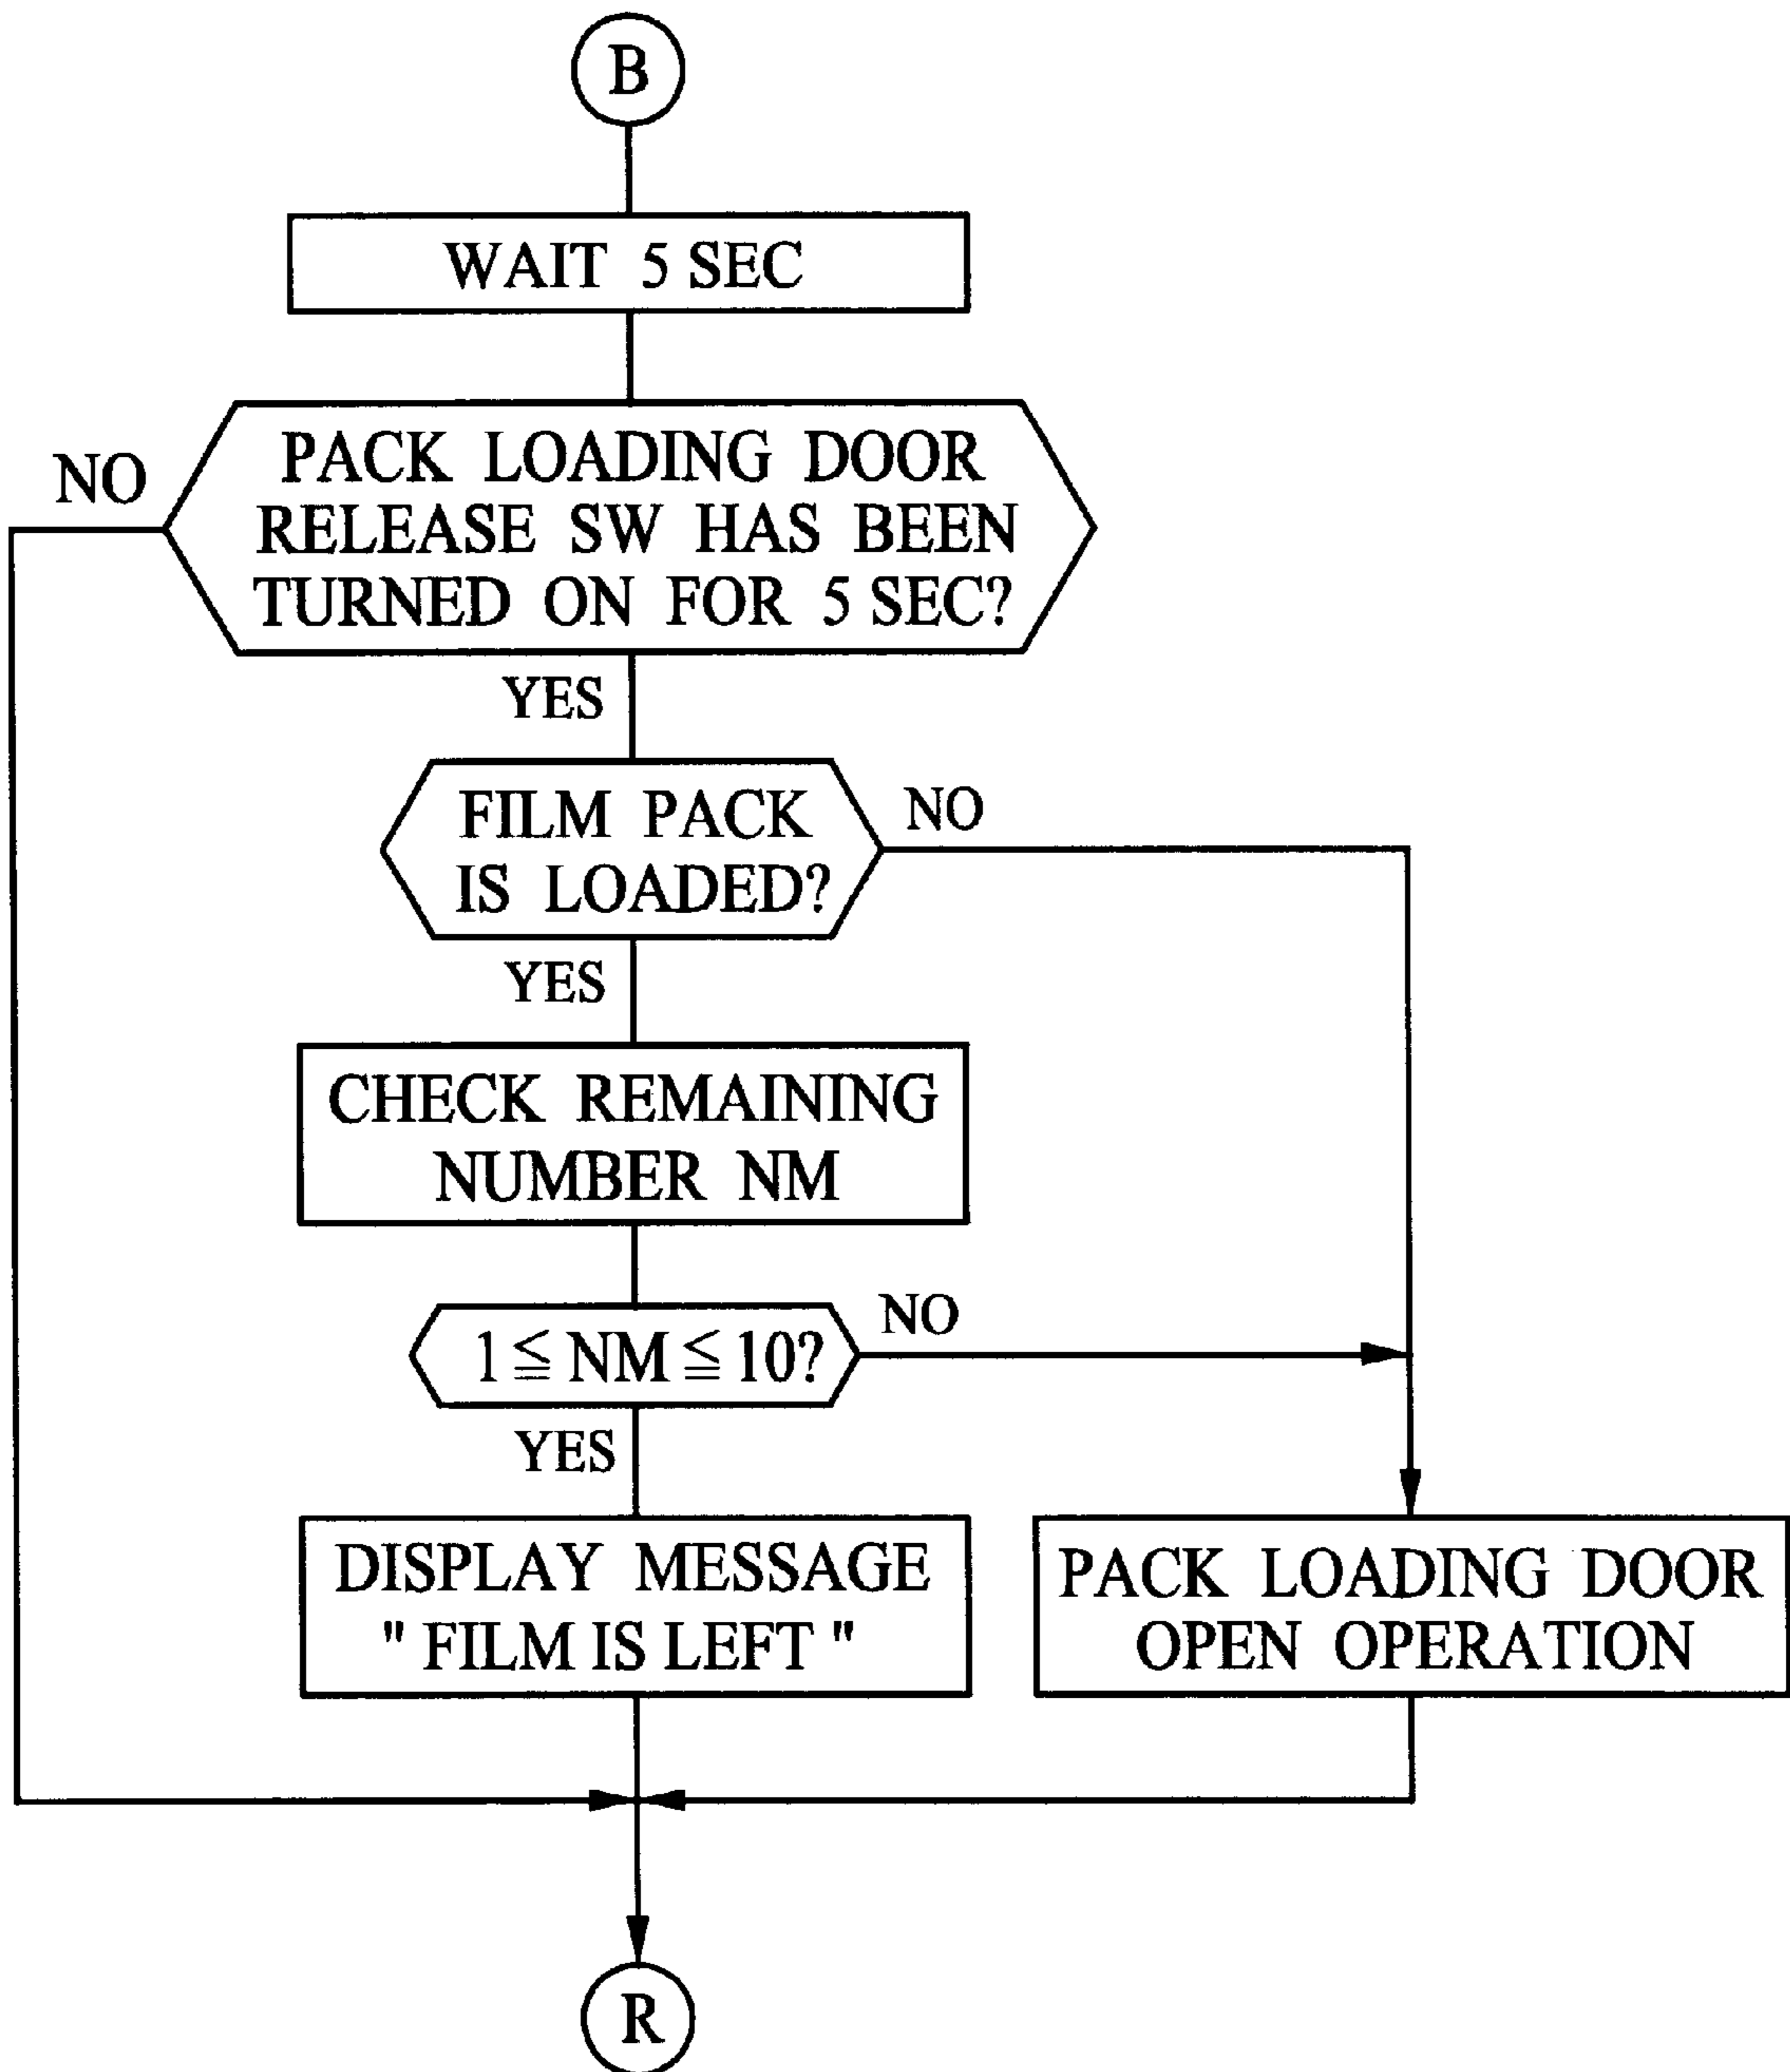 B
WAIT 5 SEC
NO
PACK LOADING DOOR
RELEASE SW HAS BEEN
TURNED ON FOR 5 SEC?
YES
FILM PACK
IS LOADED?
NO
YES
CHECK REMAINING
NUMBER NM
1 ≦ NM ≦ 10?
NO
YES
DISPLAY MESSAGE
" FILM IS LEFT "
PACK LOADING DOOR
OPEN OPERATION
R